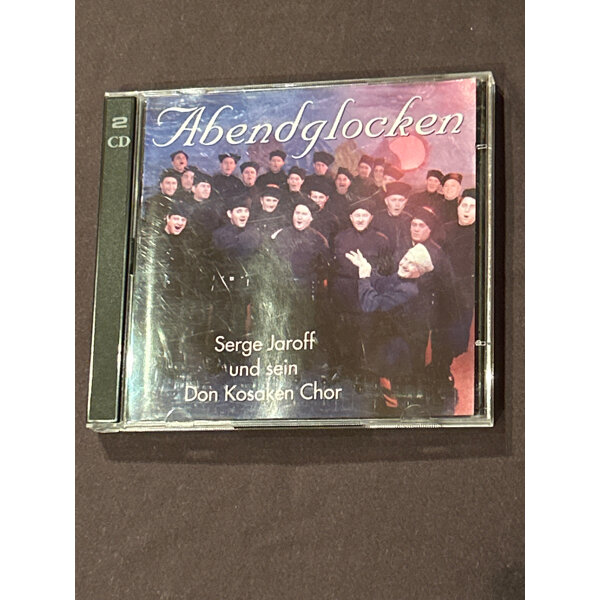 2
CD
Abendglocken
Serge Jaroff
und sein
Don Kosaken Chor